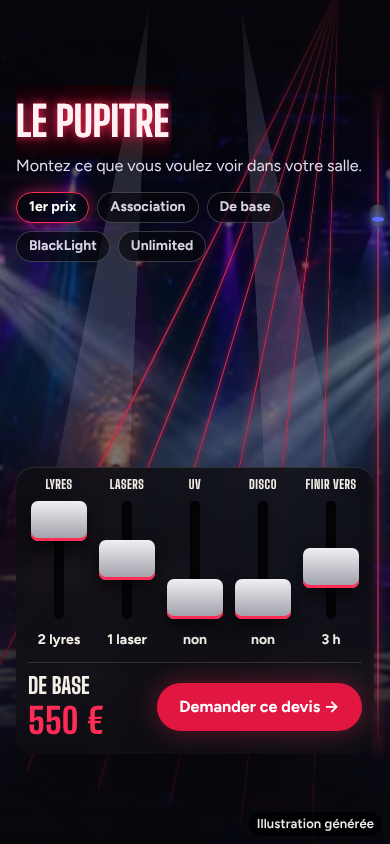 LE PUPITRE
Montez ce que vous voulez voir dans votre salle.
1er prix Association De base
BlackLight Unlimited
LYRES LASERS UV DISCO FINIR VERS
2 lyres 1 laser non non 3 h
DE BASE
550 €
Demander ce devis →
Illustration générée